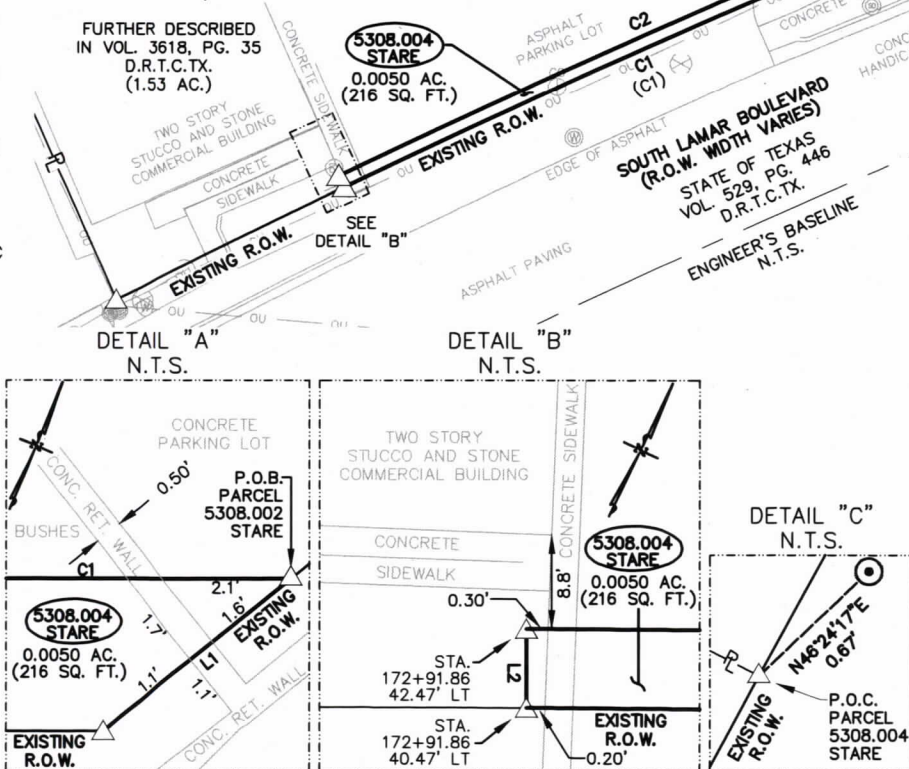 FURTHER DESCRIBED
IN VOL. 3618, PG. 35
D.R.T.C.TX.
(1.53 AC.)
TWO STORY
STUCCO AND STONE
COMMERCIAL BUILDING
CONCRETE
SIDEWALK
CONCRETE SIDEWALK
5308.004
STARE
0.0050 AC.
(216 SQ. FT.)
ASPHALT
PARKING LOT
C2
C1
(C1)
OU
OU
OU
CONCRETE
HANDIC
EXISTING R.O.W.
EXISTING R.O.W.
EDGE OF ASPHALT
SEE
DETAIL "B"
SOUTH LAMAR BOULEVARD
(R.O.W. WIDTH VARIES)
STATE OF TEXAS
VOL. 529, PG. 446
D.R.T.C.TX.
ASPHALT PAVING
ENGINEER'S BASELINE
N.T.S.
PL
OU
OU
OU
DETAIL "A"
N.T.S.
N
CONCRETE
PARKING LOT
CONC. RET. WALL
0.50'
BUSHES
P.O.B.
PARCEL
5308.002
STARE
C1
2.1'
5308.004
STARE
0.0050 AC.
(216 SQ. FT.)
1.7'
1.6'
1.1'
L1
1.1'
EXISTING
R.O.W.
EXISTING
R.O.W.
CONC. RET. WALL
DETAIL "B"
N.T.S.
TWO STORY
STUCCO AND STONE
COMMERCIAL BUILDING
CONCRETE SIDEWALK
N
CONCRETE
SIDEWALK
8.8'
5308.004
STARE
0.0050 AC.
(216 SQ. FT.)
0.30'
STA.
172+91.86
42.47' LT
L2
STA.
172+91.86
40.47' LT
EXISTING
R.O.W.
0.20'
DETAIL "C"
N.T.S.
N46°24'17"E
0.67'
PL
EXISTING
R.O.W.
P.O.C.
PARCEL
5308.004
STARE